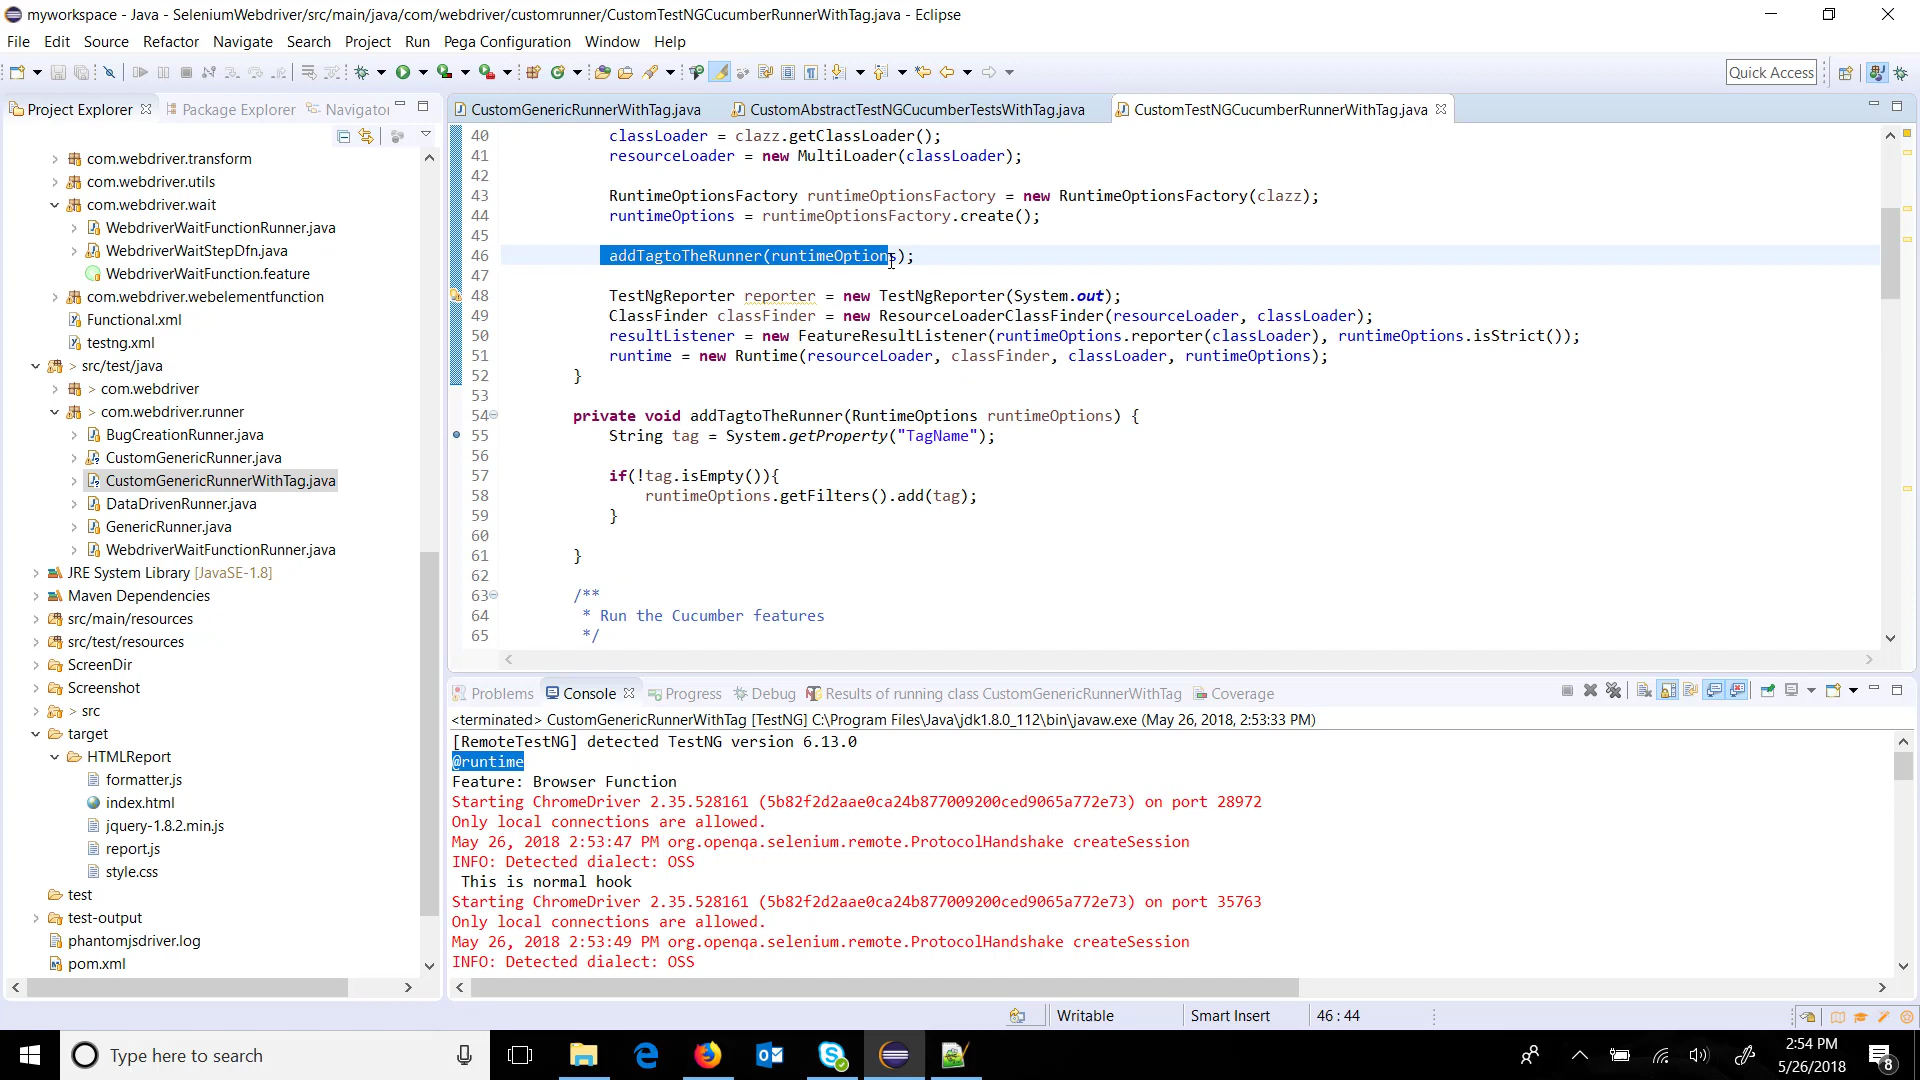 myworkspace - Java - SeleniumWebdriver/src/main/java/com/webdriver/customrunner/CustomTestNGCucumberRunnerWithTag.java - Eclipse
File Edit Source Refactor Navigate Search Project Run Pega Configuration Window Help
Quick Access
Project Explorer Package Explorer Navigator
com.webdriver.transform
com.webdriver.utils
com.webdriver.wait
WebdriverWaitFunctionRunner.java
WebdriverWaitStepDfn.java
WebdriverWaitFunction.feature
com.webdriver.webelementfunction
Functional.xml
testng.xml
> src/test/java
> com.webdriver
> com.webdriver.runner
BugCreationRunner.java
CustomGenericRunner.java
CustomGenericRunnerWithTag.java
DataDrivenRunner.java
GenericRunner.java
WebdriverWaitFunctionRunner.java
JRE System Library [JavaSE-1.8]
Maven Dependencies
src/main/resources
src/test/resources
ScreenDir
Screenshot
> src
target
HTMLReport
formatter.js
index.html
jquery-1.8.2.min.js
report.js
style.css
test
test-output
phantomjsdriver.log
pom.xml
CustomGenericRunnerWithTag.java CustomAbstractTestNGCucumberTestsWithTag.java CustomTestNGCucumberRunnerWithTag.java
40 classLoader = clazz.getClassLoader();
41 resourceLoader = new MultiLoader(classLoader);
42
43 RuntimeOptionsFactory runtimeOptionsFactory = new RuntimeOptionsFactory(clazz);
44 runtimeOptions = runtimeOptionsFactory.create();
45
46 addTagtoTheRunner(runtimeOptions);
47
48 TestNgReporter reporter = new TestNgReporter(System.out);
49 ClassFinder classFinder = new ResourceLoaderClassFinder(resourceLoader, classLoader);
50 resultListener = new FeatureResultListener(runtimeOptions.reporter(classLoader), runtimeOptions.isStrict());
51 runtime = new Runtime(resourceLoader, classFinder, classLoader, runtimeOptions);
52 }
53
54 private void addTagtoTheRunner(RuntimeOptions runtimeOptions) {
55 String tag = System.getProperty("TagName");
56
57 if(!tag.isEmpty()){
58 runtimeOptions.getFilters().add(tag);
59 }
60
61 }
62
63 /**
64 * Run the Cucumber features
65 */
Problems Console Progress Debug Results of running class CustomGenericRunnerWithTag Coverage
<terminated> CustomGenericRunnerWithTag [TestNG] C:\Program Files\Java\jdk1.8.0_112\bin\javaw.exe (May 26, 2018, 2:53:33 PM)
[RemoteTestNG] detected TestNG version 6.13.0
@runtime
Feature: Browser Function
Starting ChromeDriver 2.35.528161 (5b82f2d2aae0ca24b877009200ced9065a772e73) on port 28972
Only local connections are allowed.
May 26, 2018 2:53:47 PM org.openqa.selenium.remote.ProtocolHandshake createSession
INFO: Detected dialect: OSS
This is normal hook
Starting ChromeDriver 2.35.528161 (5b82f2d2aae0ca24b877009200ced9065a772e73) on port 35763
Only local connections are allowed.
May 26, 2018 2:53:49 PM org.openqa.selenium.remote.ProtocolHandshake createSession
INFO: Detected dialect: OSS
Writable Smart Insert 46 : 44
Type here to search
2:54 PM
5/26/2018
8